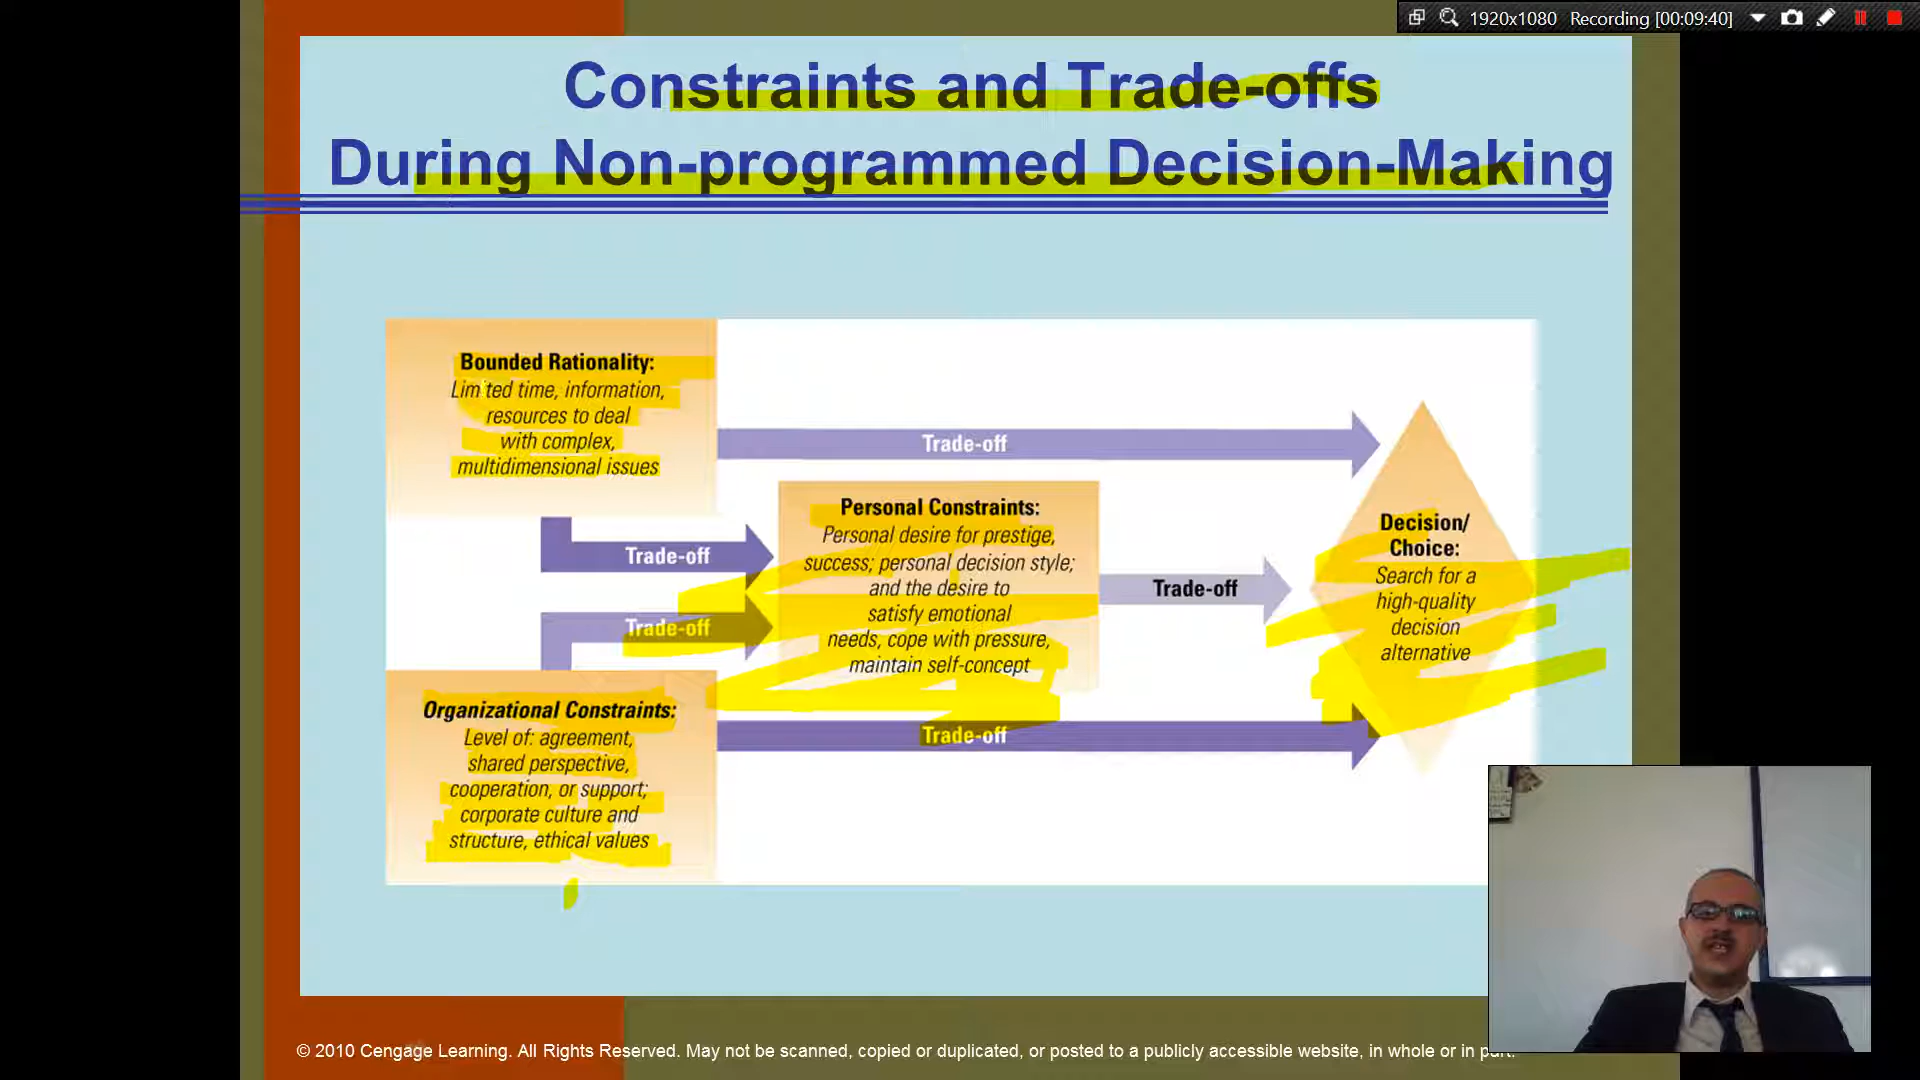 1920x1080 Recording [00:09:40]
Constraints and Trade-offs
During Non-programmed Decision-Making
Bounded Rationality:
Limited time, information,
resources to deal
with complex,
multidimensional issues
Trade-off
Personal Constraints:
Personal desire for prestige,
success; personal decision style;
and the desire to
satisfy emotional
needs, cope with pressure,
maintain self-concept
Trade-off
Trade-off
Trade-off
Decision/
Choice:
Search for a
high-quality
decision
alternative
Organizational Constraints:
Level of: agreement,
shared perspective,
cooperation, or support;
corporate culture and
structure, ethical values
Trade-off
© 2010 Cengage Learning. All Rights Reserved. May not be scanned, copied or duplicated, or posted to a publicly accessible website, in whole or in part.